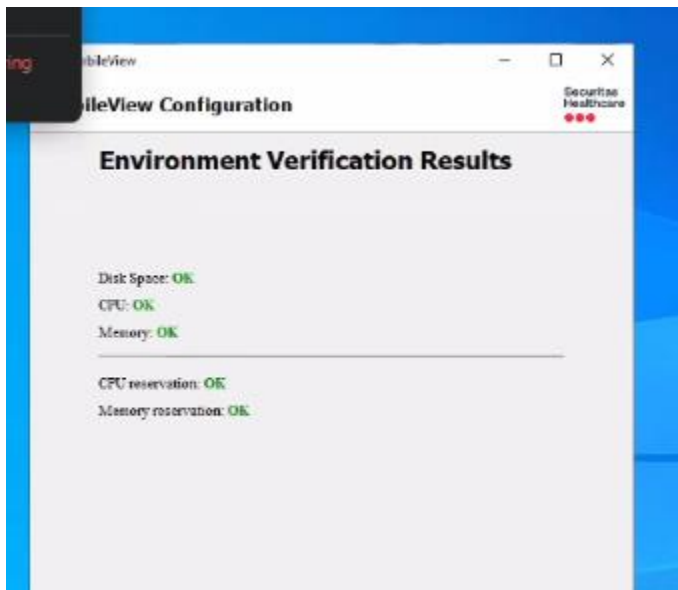 ing
bileView
ileView Configuration
Securitas
Healthcare
Environment Verification Results
Disk Space: OK
CPU: OK
Memory: OK
CPU reservation: OK
Memory reservation: OK